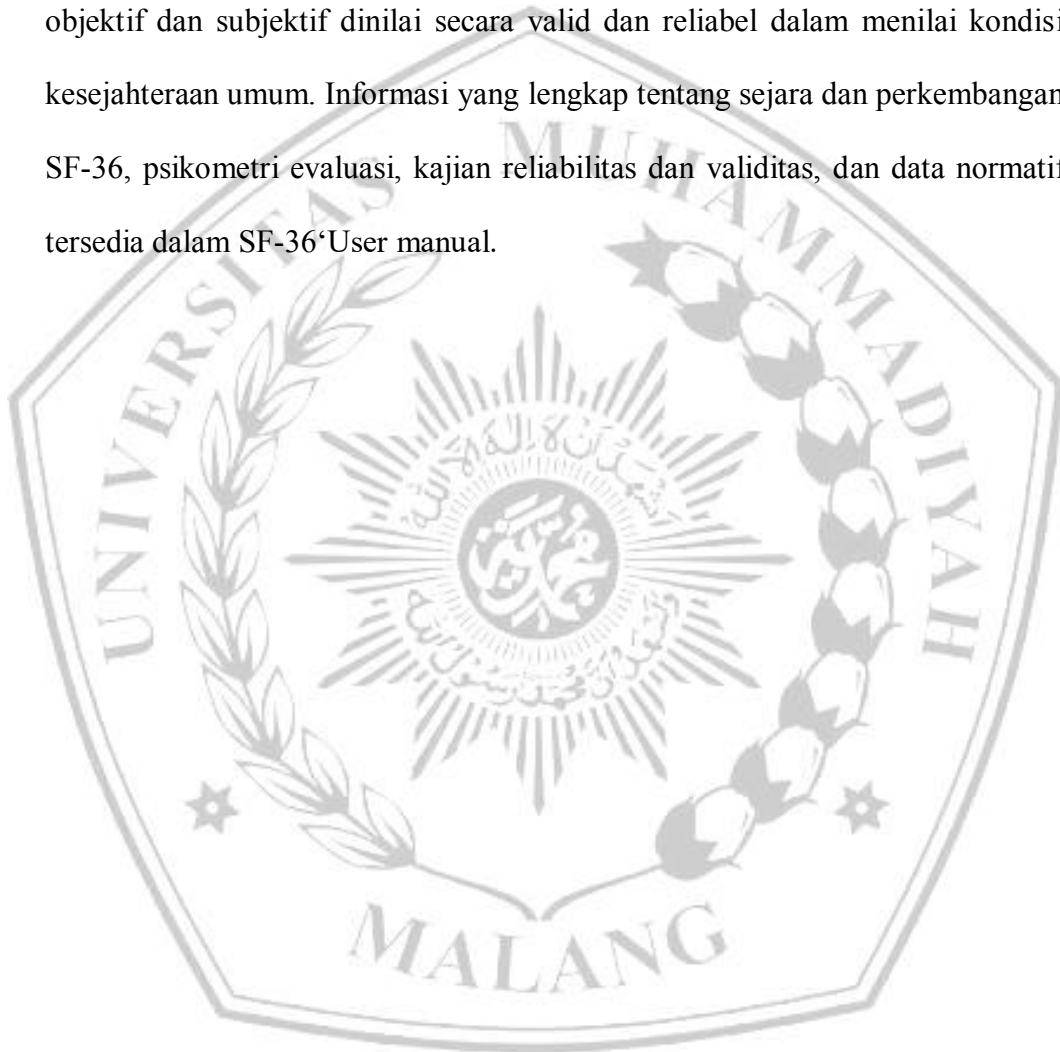 objektif dan subjektif dinilai secara valid dan reliabel dalam menilai kondisi
kesejahteraan umum. Informasi yang lengkap tentang sejara dan perkembangan
SF-36, psikometri evaluasi, kajian reliabilitas dan validitas, dan data normatif
tersedia dalam SF-36‘User manual.
UNIVERSITAS MUHAMMADIYAH
MALANG